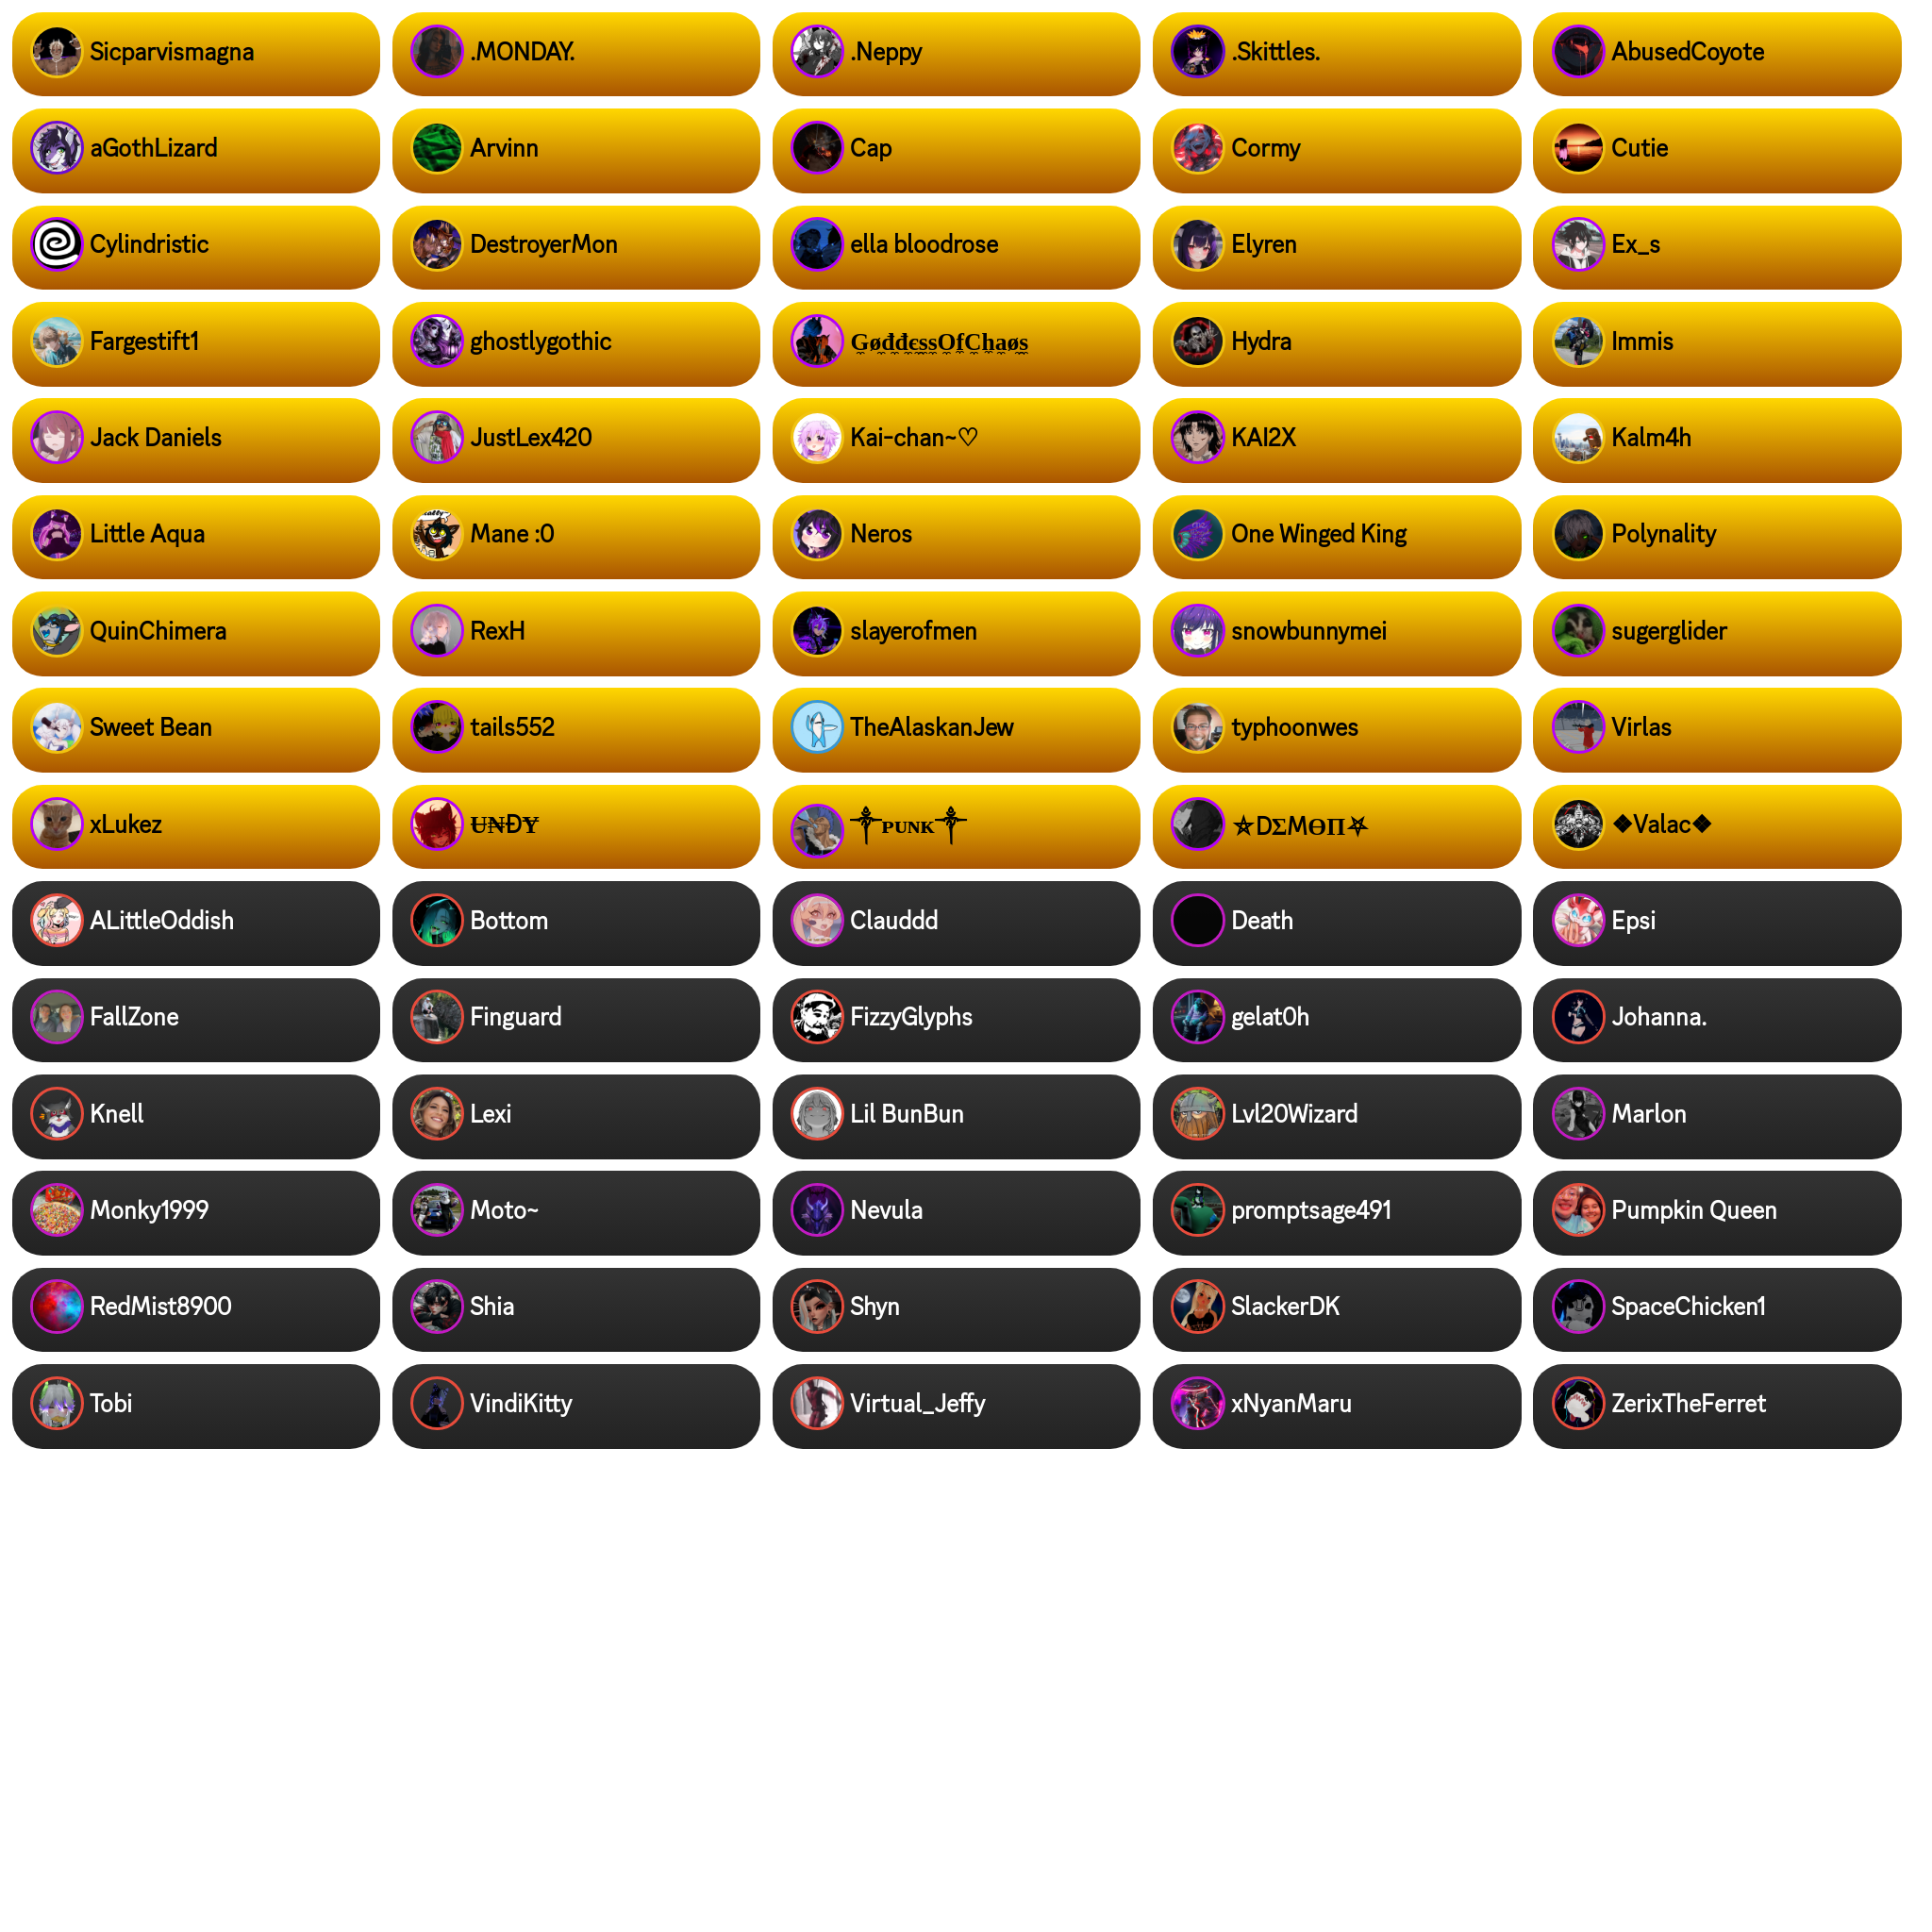 Sicparvismagna
.MONDAY.
.Neppy
.Skittles.
AbusedCoyote
aGothLizard
Arvinn
Cap
Cormy
Cutie
Cylindristic
DestroyerMon
ella bloodrose
Elyren
Ex_s
Fargestift1
ghostlygothic
G̰ø̰đ̰đ̰є̰s̰s̰O̰f̰C̰h̰a̰ø̰s̰
Hydra
Immis
Jack Daniels
JustLex420
Kai-chan~♡
KAI2X
Kalm4h
Little Aqua
Mane :0
Neros
One Winged King
Polynality
QuinChimera
RexH
slayerofmen
snowbunnymei
sugerglider
Sweet Bean
tails552
TheAlaskanJew
typhoonwes
Virlas
xLukez
U̶N̶ĐY̶
༒ᴘᴜɴᴋ༒
⛦DΣMӨП⛧
❖Valac❖
ALittleOddish
Bottom
Clauddd
Death
Epsi
FallZone
Finguard
FizzyGlyphs
gelat0h
Johanna.
Knell
Lexi
Lil BunBun
Lvl20Wizard
Marlon
Monky1999
Moto~
Nevula
promptsage491
Pumpkin Queen
RedMist8900
Shia
Shyn
SlackerDK
SpaceChicken1
Tobi
VindiKitty
Virtual_Jeffy
xNyanMaru
ZerixTheFerret